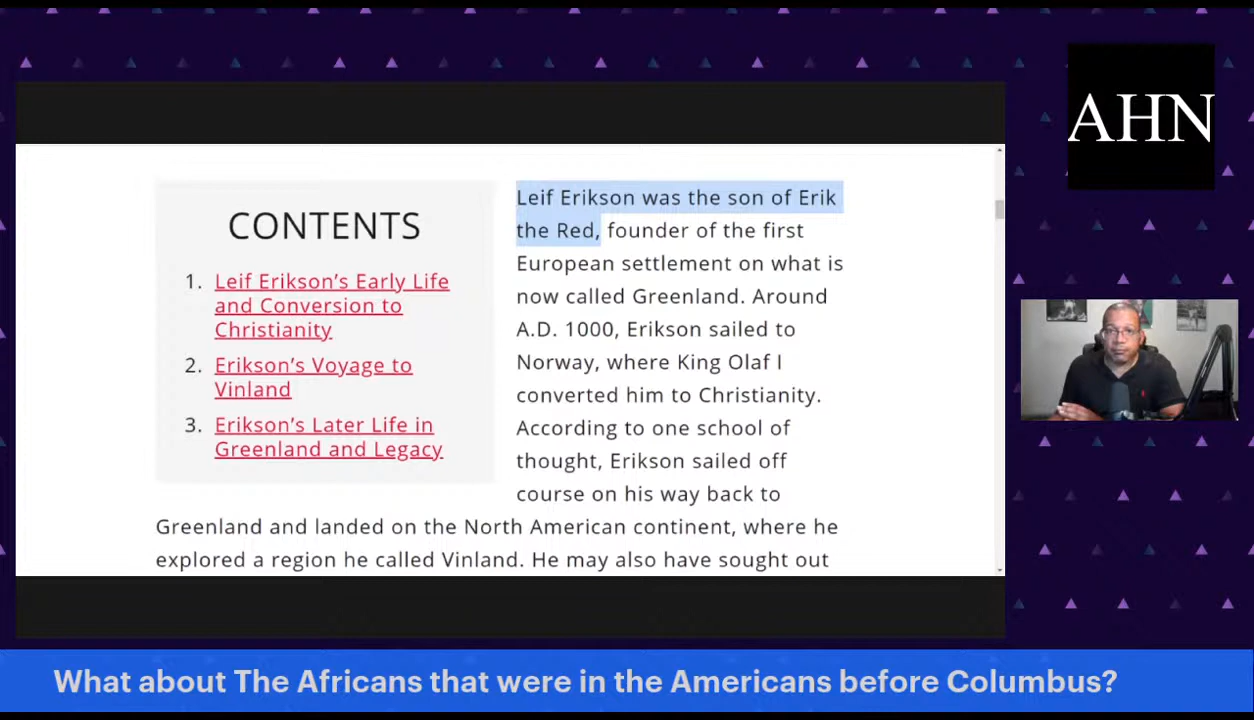 AHN
CONTENTS
1. Leif Erikson’s Early Life
and Conversion to
Christianity
2. Erikson’s Voyage to
Vinland
3. Erikson’s Later Life in
Greenland and Legacy
Leif Erikson was the son of Erik
the Red, founder of the first
European settlement on what is
now called Greenland. Around
A.D. 1000, Erikson sailed to
Norway, where King Olaf I
converted him to Christianity.
According to one school of
thought, Erikson sailed off
course on his way back to
Greenland and landed on the North American continent, where he
explored a region he called Vinland. He may also have sought out
What about The Africans that were in the Americans before Columbus?